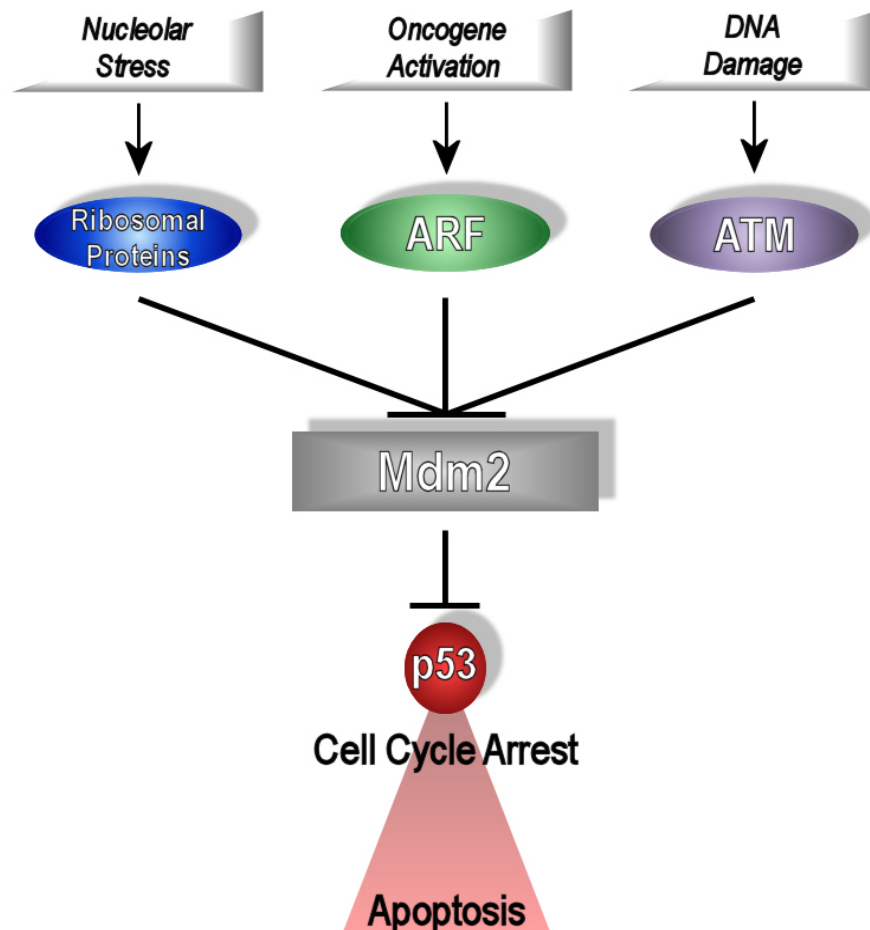 Nucleolar
Stress
Oncogene
Activation
DNA
Damage
Ribosomal
Proteins
ARF
ATM
Mdm2
p53
Cell Cycle Arrest
Apoptosis